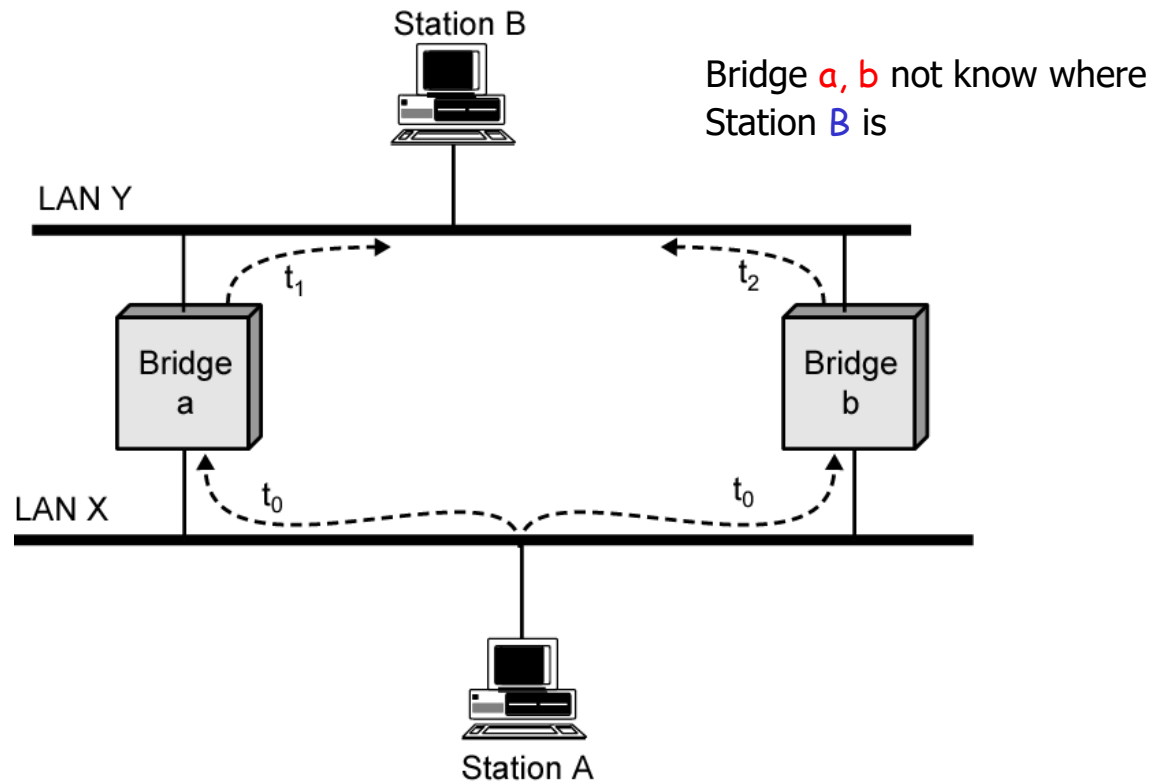 Station B
Bridge a, b not know where
Station B is
LAN Y
t₁
t₂
Bridge
a
Bridge
b
t₀
t₀
LAN X
Station A